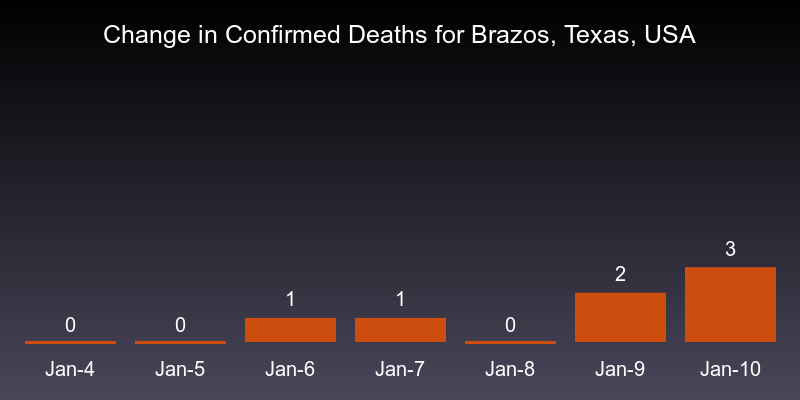 Change in Confirmed Deaths for Brazos, Texas, USA
3
2
1 1
0 0 0
Jan-4 Jan-5 Jan-6 Jan-7 Jan-8 Jan-9 Jan-10